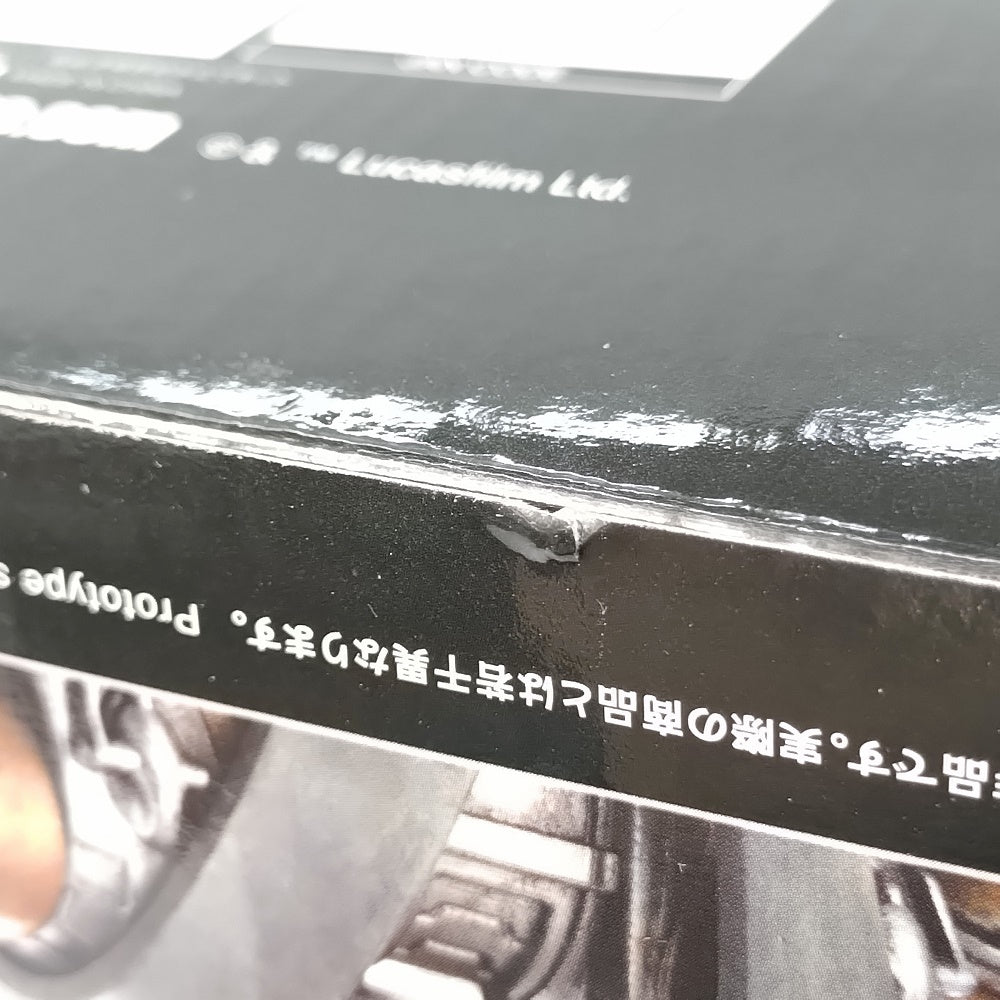 © & ™ Lucasfilm Ltd.
品です。実際の商品とは若干異なります。 Prototype s